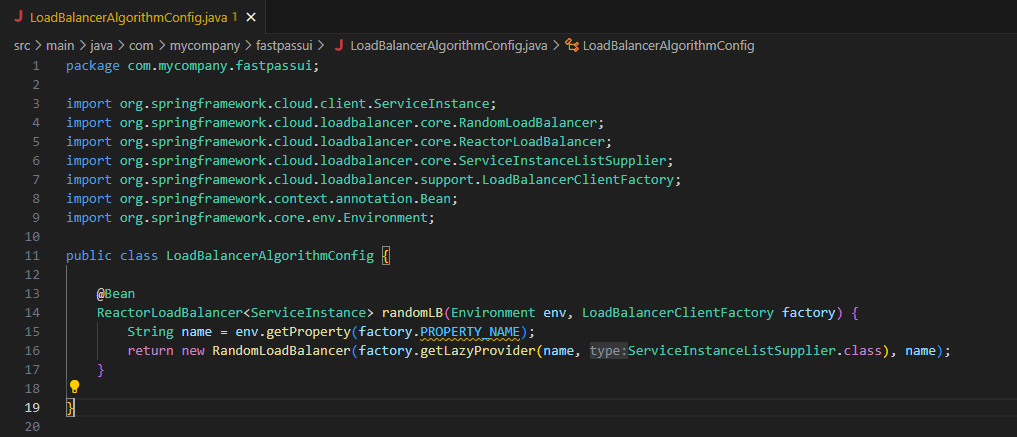 J LoadBalancerAlgorithmConfig.java 1 ×
src > main > java > com > mycompany > fastpassui > J LoadBalancerAlgorithmConfig.java > LoadBalancerAlgorithmConfig
1 package com.mycompany.fastpassui;
2
3 import org.springframework.cloud.client.ServiceInstance;
4 import org.springframework.cloud.loadbalancer.core.RandomLoadBalancer;
5 import org.springframework.cloud.loadbalancer.core.ReactorLoadBalancer;
6 import org.springframework.cloud.loadbalancer.core.ServiceInstanceListSupplier;
7 import org.springframework.cloud.loadbalancer.support.LoadBalancerClientFactory;
8 import org.springframework.context.annotation.Bean;
9 import org.springframework.core.env.Environment;
10
11 public class LoadBalancerAlgorithmConfig {
12
13 @Bean
14 ReactorLoadBalancer<ServiceInstance> randomLB(Environment env, LoadBalancerClientFactory factory) {
15 String name = env.getProperty(factory.PROPERTY_NAME);
16 return new RandomLoadBalancer(factory.getLazyProvider(name, type:ServiceInstanceListSupplier.class), name);
17 }
18
19 }
20